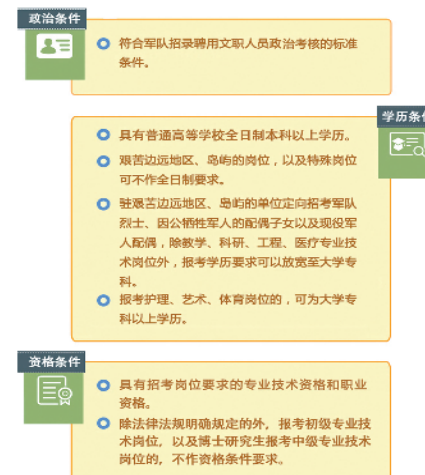 政治条件
符合军队招录聘用文职人员政治考核的标准
条件。
学历条件
具有普通高等学校全日制本科以上学历。
艰苦边远地区、岛屿的岗位，以及特殊岗位
可不作全日制要求。
驻艰苦边远地区、岛屿的单位定向招考军队
烈士、因公牺牲军人的配偶子女以及现役军
人配偶，除教学、科研、工程、医疗专业技
术岗位外，报考学历要求可以放宽至大学专
科。
报考护理、艺术、体育岗位的，可为大学专
科以上学历。
资格条件
具有招考岗位要求的专业技术资格和职业
资格。
除法律法规明确规定的外，报考初级专业技
术岗位，以及博士研究生报考中级专业技术
岗位的，不作资格条件要求。